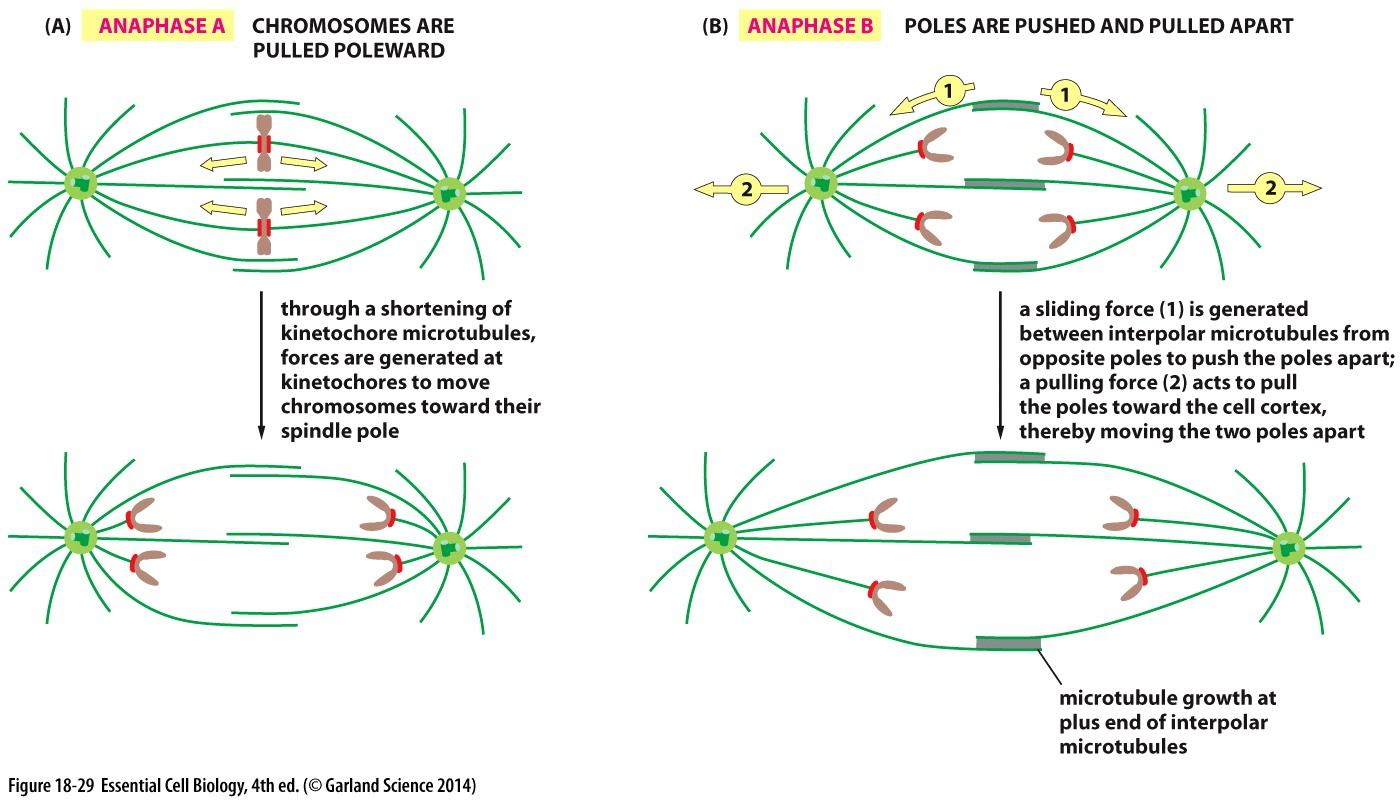 (A) ANAPHASE A CHROMOSOMES ARE
PULLED POLEWARD
through a shortening of
kinetochore microtubules,
forces are generated at
kinetochores to move
chromosomes toward their
spindle pole
(B) ANAPHASE B POLES ARE PUSHED AND PULLED APART
1
1
2
2
a sliding force (1) is generated
between interpolar microtubules from
opposite poles to push the poles apart;
a pulling force (2) acts to pull
the poles toward the cell cortex,
thereby moving the two poles apart
microtubule growth at
plus end of interpolar
microtubules
Figure 18-29 Essential Cell Biology, 4th ed. (© Garland Science 2014)